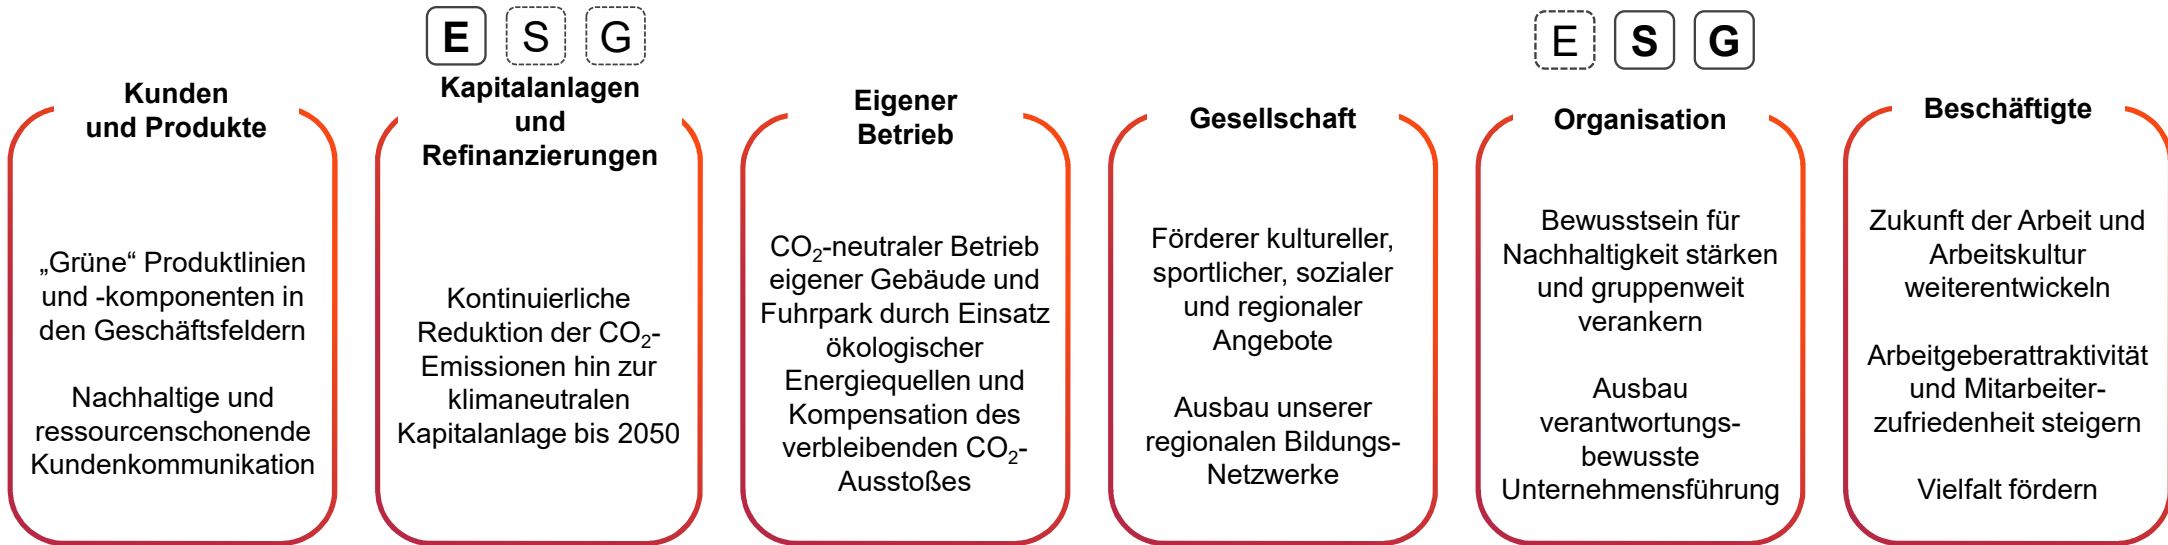 E S G
E S G
Kunden
und Produkte
„Grüne“ Produktlinien
und -komponenten in
den Geschäftsfeldern
Nachhaltige und
ressourcenschonende
Kundenkommunikation
Kapitalanlagen
und
Refinanzierungen
Kontinuierliche
Reduktion der CO₂-
Emissionen hin zur
klimaneutralen
Kapitalanlage bis 2050
Eigener
Betrieb
CO₂-neutraler Betrieb
eigener Gebäude und
Fuhrpark durch Einsatz
ökologischer
Energiequellen und
Kompensation des
verbleibenden CO₂-
Ausstoßes
Gesellschaft
Förderer kultureller,
sportlicher, sozialer
und regionaler
Angebote
Ausbau unserer
regionalen Bildungs-
Netzwerke
Organisation
Bewusstsein für
Nachhaltigkeit stärken
und gruppenweit
verankern
Ausbau
verantwortungs-
bewusste
Unternehmensführung
Beschäftigte
Zukunft der Arbeit und
Arbeitskultur
weiterentwickeln
Arbeitgeberattraktivität
und Mitarbeiter-
zufriedenheit steigern
Vielfalt fördern